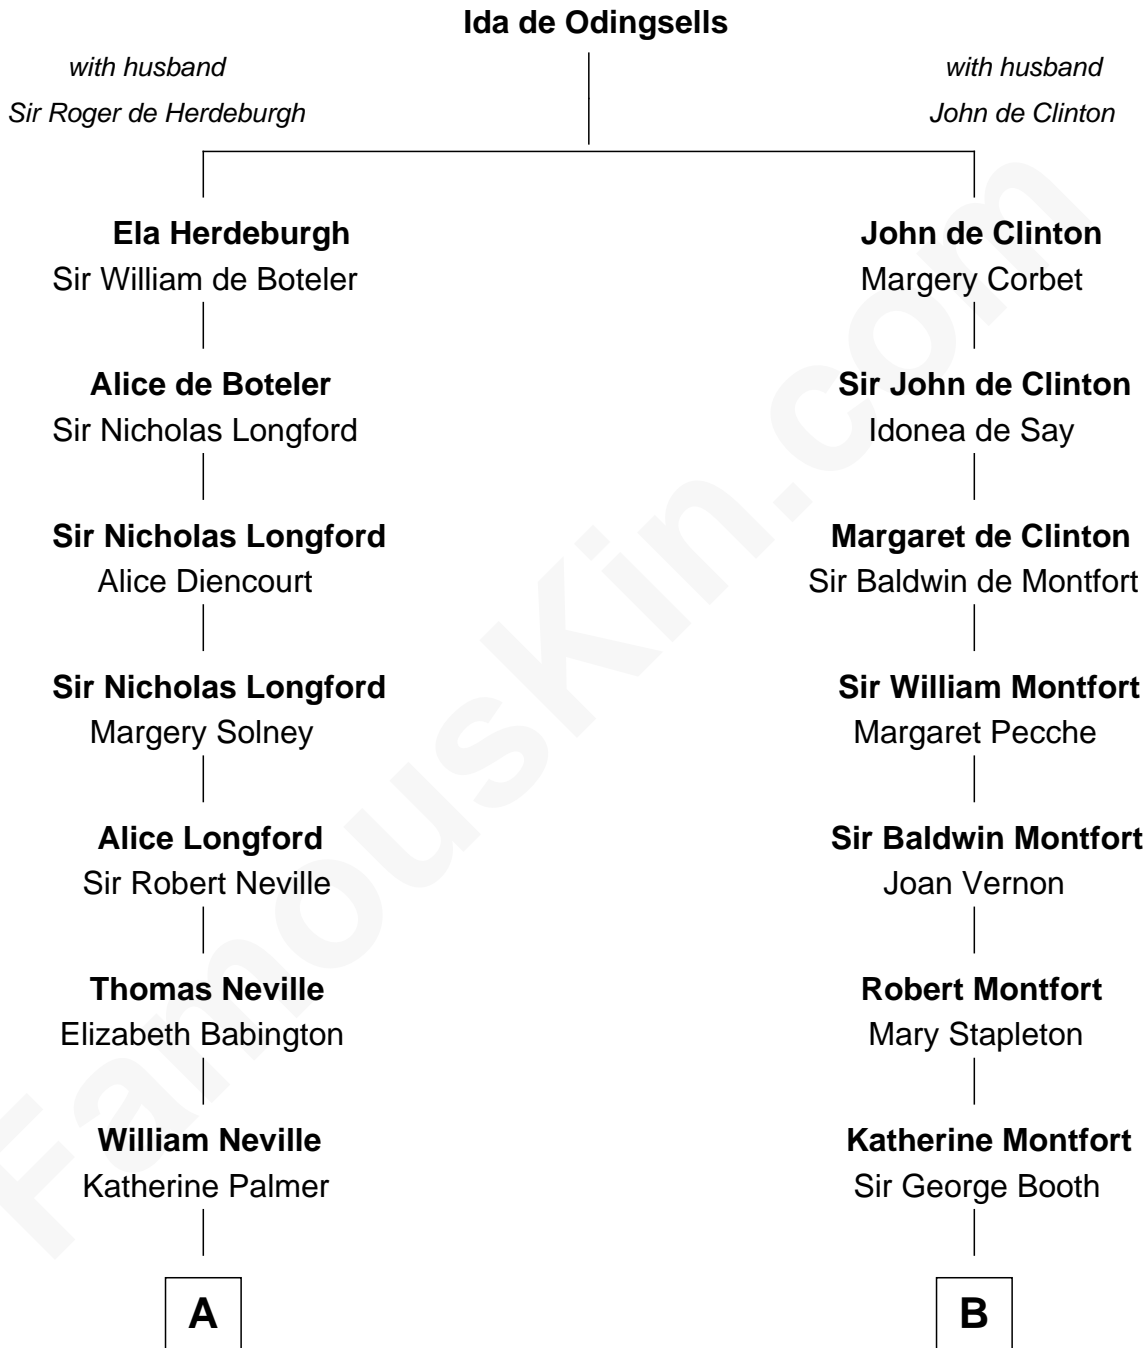 Ida de Odingsells
with husband
Sir Roger de Herdeburgh
with husband
John de Clinton
Ela Herdeburgh
Sir William de Boteler
Alice de Boteler
Sir Nicholas Longford
Sir Nicholas Longford
Alice Diencourt
Sir Nicholas Longford
Margery Solney
Alice Longford
Sir Robert Neville
Thomas Neville
Elizabeth Babington
William Neville
Katherine Palmer
A
John de Clinton
Margery Corbet
Sir John de Clinton
Idonea de Say
Margaret de Clinton
Sir Baldwin de Montfort
Sir William Montfort
Margaret Pecche
Sir Baldwin Montfort
Joan Vernon
Robert Montfort
Mary Stapleton
Katherine Montfort
Sir George Booth
B
FamousKin.com